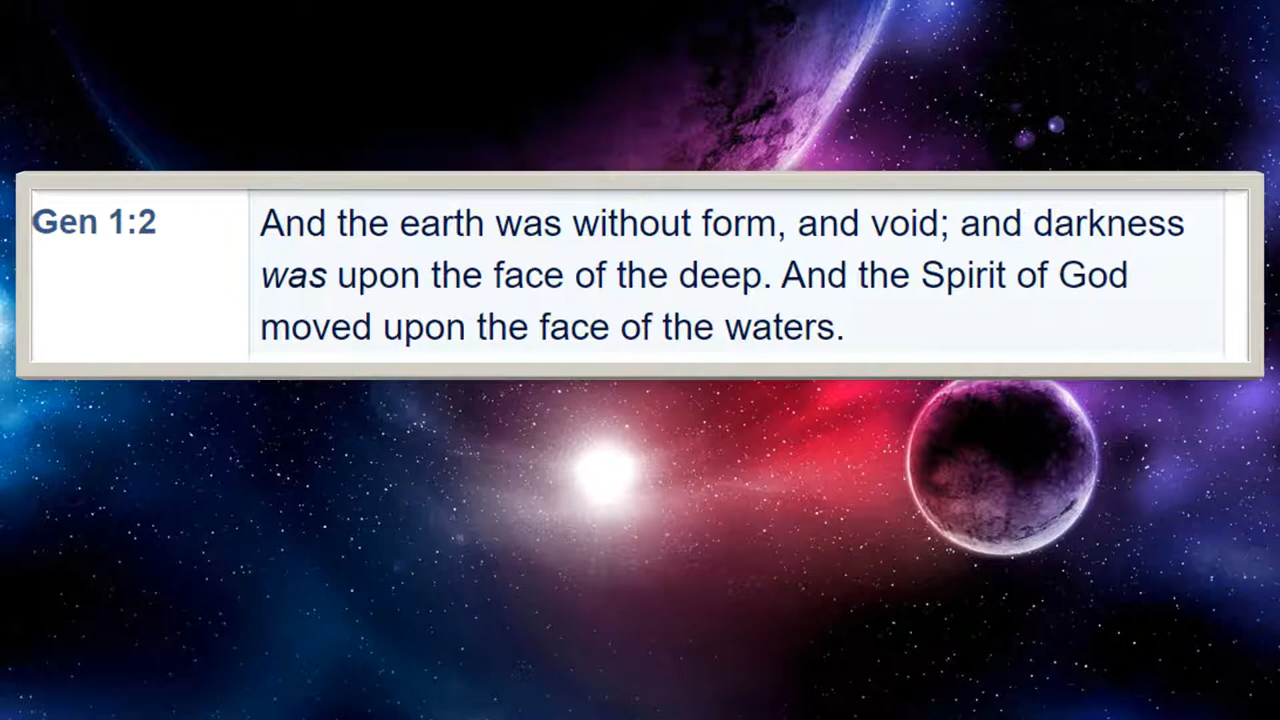 Gen 1:2
And the earth was without form, and void; and darkness
was upon the face of the deep. And the Spirit of God
moved upon the face of the waters.